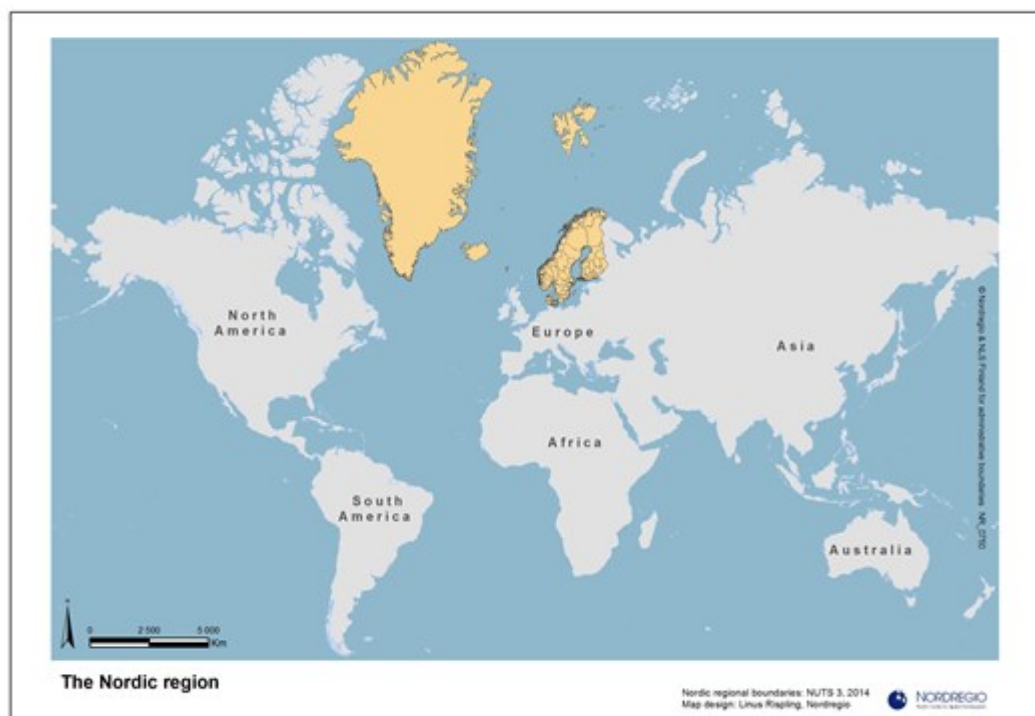 North
America
Europe
Asia
Africa
South
America
Australia
0 2 500 5 000
Km
© Nordregio & NLS Finland for administrative boundaries NR_0760
The Nordic region
Nordic regional boundaries: NUTS 3, 2014
Map design: Linus Rispling, Nordregio
NORDREGIO